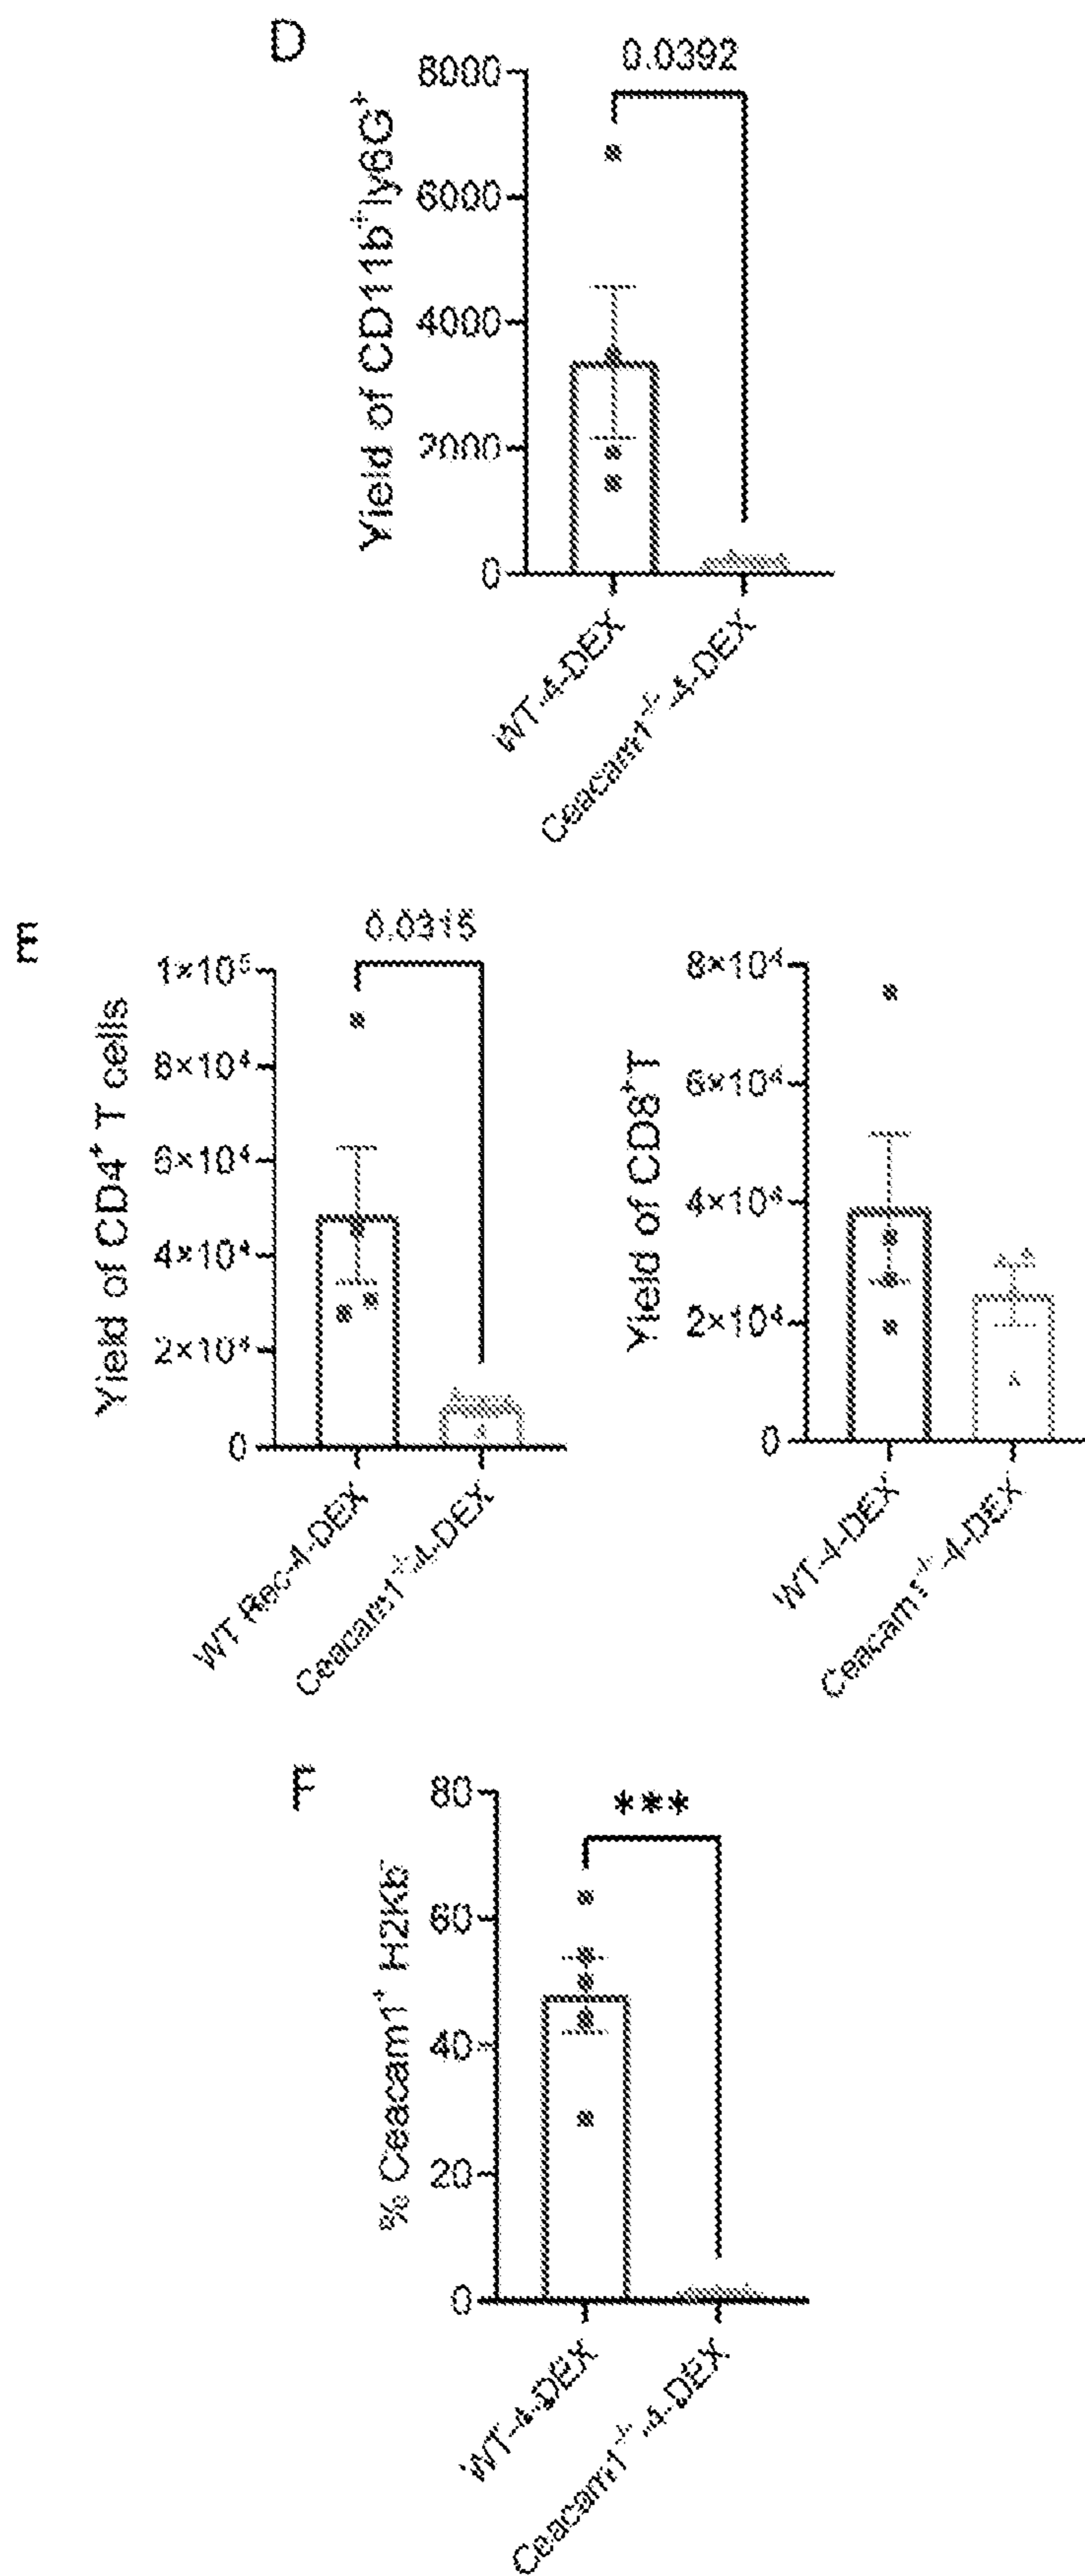 D
0.0392
Yield of CD11b⁺ly6G⁺
8000
6000
4000
2000
0
WT-4-DEX
Ceacam1⁻/⁻-4-DEX
E
0.0315
Yield of CD4⁺ T cells
1×10⁵
8×10⁴
6×10⁴
4×10⁴
2×10⁴
0
WT Rec-4-DEX
Ceacam1⁻/⁻4-DEX
Yield of CD8⁺T
8×10⁴
6×10⁴
4×10⁴
2×10⁴
0
WT-4-DEX
Ceacam1⁻/⁻-4-DEX
F
***
% Ceacam1⁺ H2Kb⁻
80
60
40
20
0
WT-4-DEX
Ceacam1⁻/⁻-4-DEX